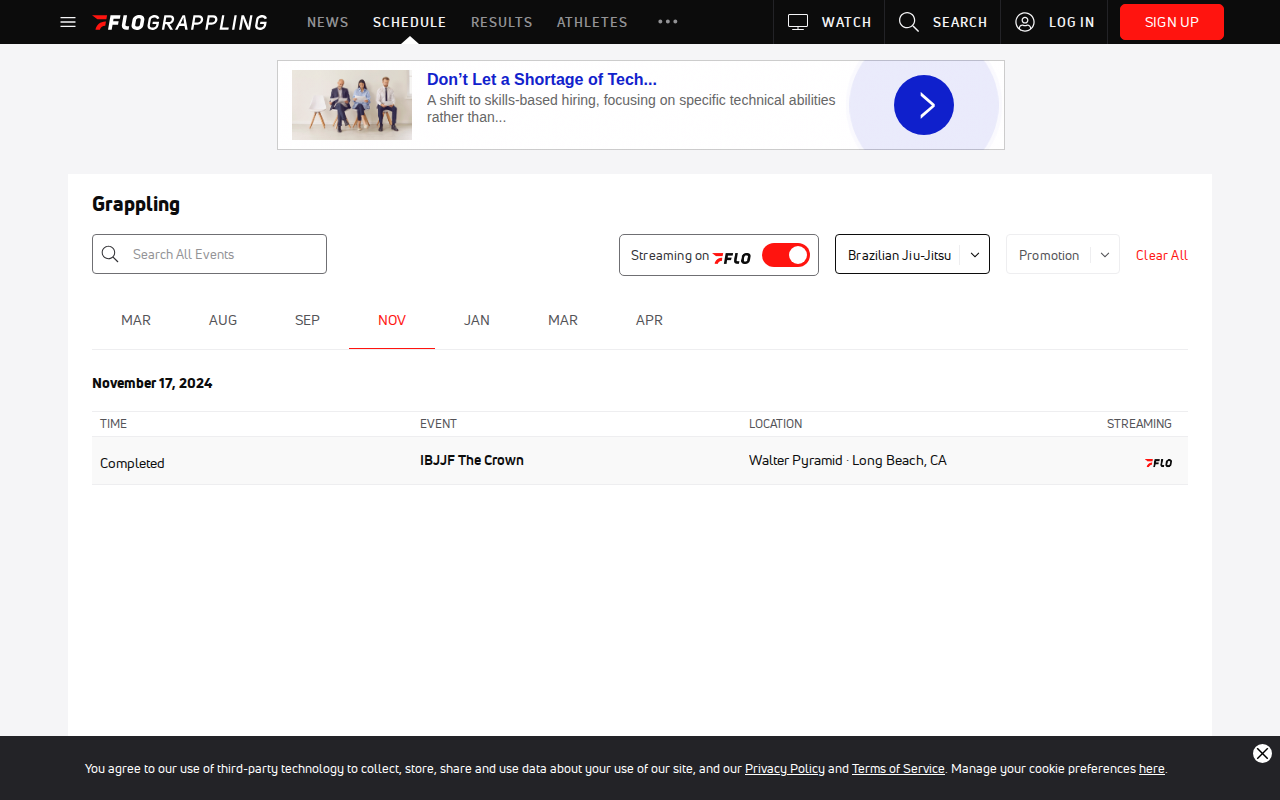 FLOGRAPPLING NEWS SCHEDULE RESULTS ATHLETES WATCH SEARCH LOG IN SIGN UP
Don't Let a Shortage of Tech...
A shift to skills-based hiring, focusing on specific technical abilities
rather than...
Grappling
Search All Events Streaming on FLO Brazilian Jiu-Jitsu Promotion Clear All
MAR AUG SEP NOV JAN MAR APR
November 17, 2024
TIME EVENT LOCATION STREAMING
Completed IBJJF The Crown Walter Pyramid · Long Beach, CA FLO
You agree to our use of third-party technology to collect, store, share and use data about your use of our site, and our Privacy Policy and Terms of Service. Manage your cookie preferences here.